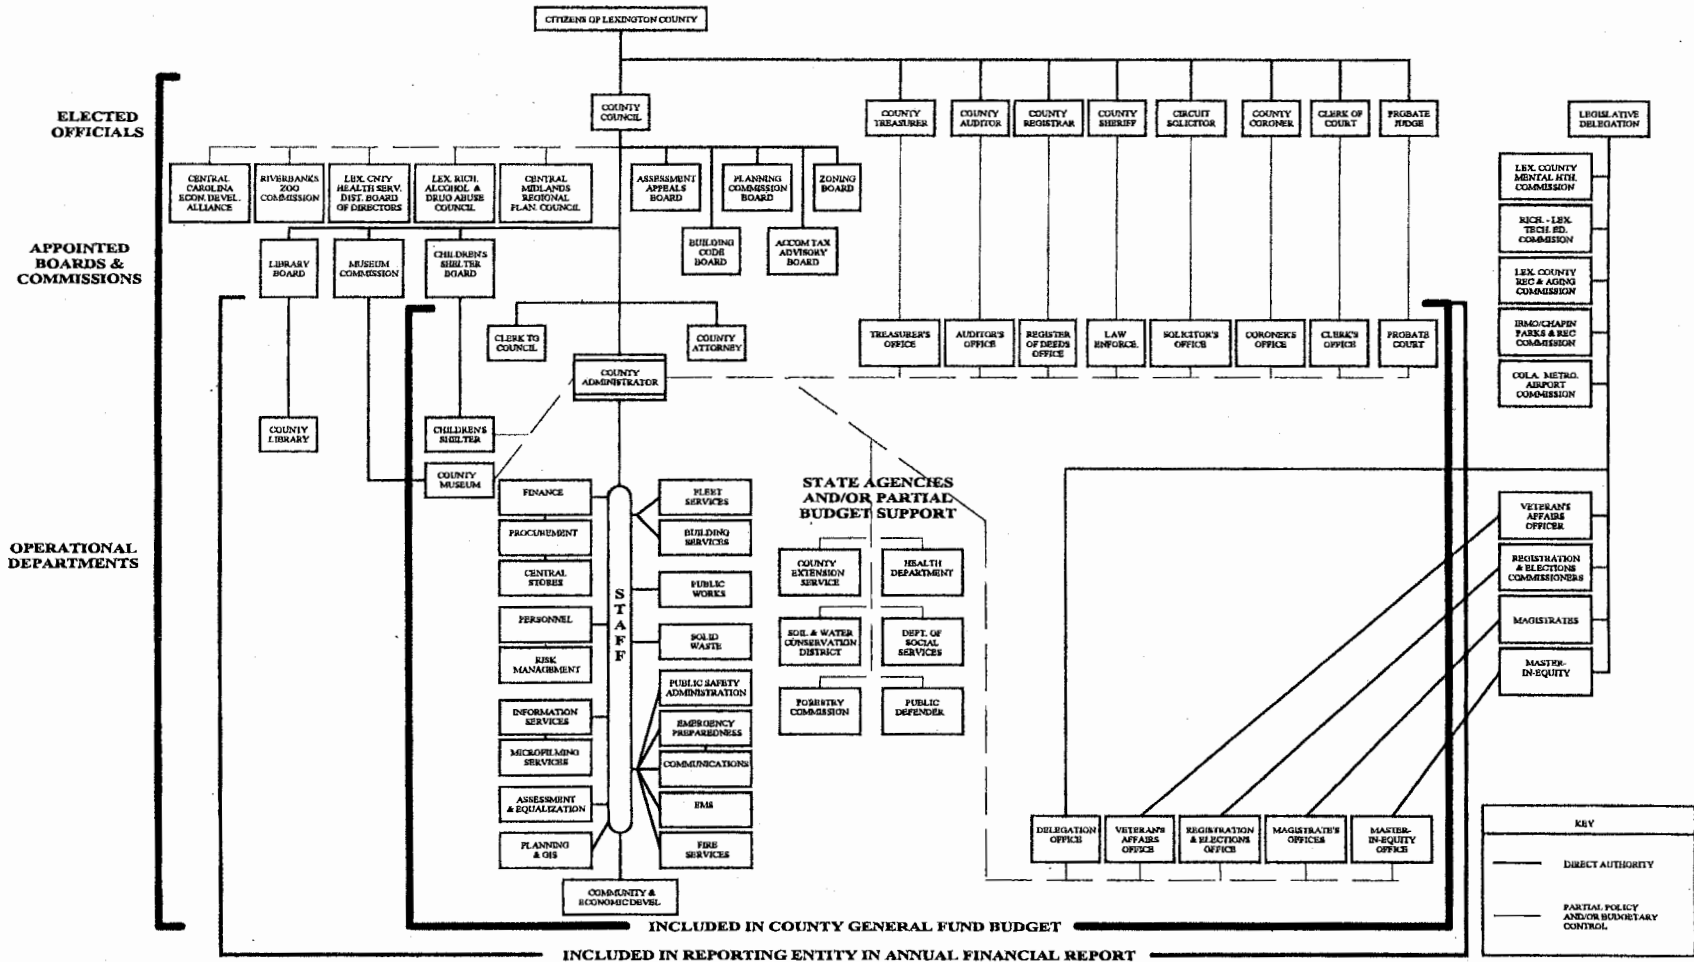 CITIZENS OF LEXINGTON COUNTY
ELECTED
OFFICIALS
COUNTY
COUNCIL
COUNTY
TREASURER
COUNTY
AUDITOR
COUNTY
REGISTRAR
COUNTY
SHERIFF
CIRCUIT
SOLICITOR
COUNTY
CORONER
CLERK OF
COURT
PROBATE
JUDGE
LEGISLATIVE
DELEGATION
CENTRAL
CAROLINA
ECON. DEVEL.
ALLIANCE
RIVERBANKS
ZOO
COMMISSION
LEX. CNTY
HEALTH SERV.
DIST. BOARD
OF DIRECTORS
LEX. RICH.
ALCOHOL &
DRUG ABUSE
COUNCIL
CENTRAL
MIDLANDS
REGIONAL
PLAN. COUNCIL
ASSESSMENT
APPEALS
BOARD
PLANNING
COMMISSION
BOARD
ZONING
BOARD
BUILDING
CODE
BOARD
ACCOM TAX
ADVISORY
BOARD
LEX. COUNTY
MENTAL HTH.
COMMISSION
RICH. - LEX.
TECH. ED.
COMMISION
LEX. COUNTY
REC & AGING
COMMISSION
IRMO/CHAPIN
PARKS & REC
COMMISSION
COLA. METRO.
AIRPORT
COMMISSION
APPOINTED
BOARDS &
COMMISSIONS
LIBRARY
BOARD
MUSEUM
COMMISSION
CHILDREN'S
SHELTER
BOARD
CLERK TO
COUNCIL
COUNTY
ATTORNEY
COUNTY
ADMINISTRATOR
TREASURER'S
OFFICE
AUDITOR'S
OFFICE
REGISTER
OF DEEDS
OFFICE
LAW
ENFORCE.
SOLICITOR'S
OFFICE
CORONER'S
OFFICE
CLERK'S
OFFICE
PROBATE
COURT
COUNTY
LIBRARY
CHILDREN'S
SHELTER
COUNTY
MUSEUM
OPERATIONAL
DEPARTMENTS
FINANCE
PROCUREMENT
CENTRAL
STORES
PERSONNEL
RISK
MANAGEMENT
INFORMATION
SERVICES
MICROFILMING
SERVICES
ASSESSMENT
& EQUALIZATION
PLANNING
& GIS
STAFF
FLEET
SERVICES
BUILDING
SERVICES
PUBLIC
WORKS
SOLID
WASTE
PUBLIC SAFETY
ADMINISTRATION
EMERGENCY
PREPAREDNESS
COMMUNICATIONS
EMS
FIRE
SERVICES
COMMUNITY &
ECONOMIC DEVEL
STATE AGENCIES
AND/OR PARTIAL
BUDGET SUPPORT
COUNTY
EXTENSION
SERVICE
HEALTH
DEPARTMENT
SOIL & WATER
CONSERVATION
DISTRICT
DEPT. OF
SOCIAL
SERVICES
FORESTRY
COMMISSION
PUBLIC
DEFENDER
VETERAN'S
AFFAIRS
OFFICER
REGISTRATION
& ELECTIONS
COMMISSIONERS
MAGISTRATES
MASTER-
IN-EQUITY
DELEGATION
OFFICE
VETERAN'S
AFFAIRS
OFFICE
REGISTRATION
& ELECTIONS
OFFICE
MAGISTRATE'S
OFFICES
MASTER-
IN-EQUITY
OFFICE
KEY
DIRECT AUTHORITY
PARTIAL POLICY
AND/OR BUDGETARY
CONTROL
INCLUDED IN COUNTY GENERAL FUND BUDGET
INCLUDED IN REPORTING ENTITY IN ANNUAL FINANCIAL REPORT